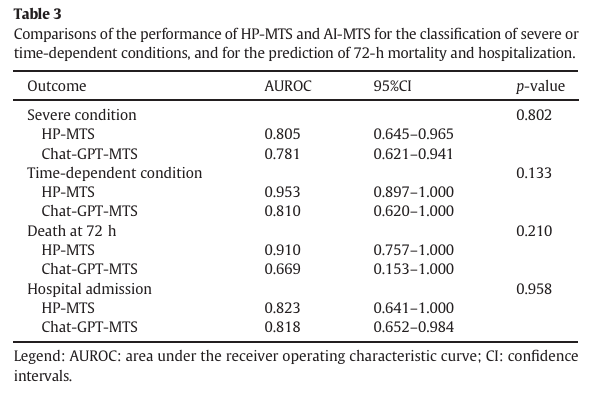 Table 3
Comparisons of the performance of HP-MTS and AI-MTS for the classification of severe or
time-dependent conditions, and for the prediction of 72-h mortality and hospitalization.
Outcome AUROC 95%CI p-value
Severe condition 0.802
HP-MTS 0.805 0.645–0.965
Chat-GPT-MTS 0.781 0.621–0.941
Time-dependent condition 0.133
HP-MTS 0.953 0.897–1.000
Chat-GPT-MTS 0.810 0.620–1.000
Death at 72 h 0.210
HP-MTS 0.910 0.757–1.000
Chat-GPT-MTS 0.669 0.153–1.000
Hospital admission 0.958
HP-MTS 0.823 0.641–1.000
Chat-GPT-MTS 0.818 0.652–0.984
Legend: AUROC: area under the receiver operating characteristic curve; CI: confidence
intervals.